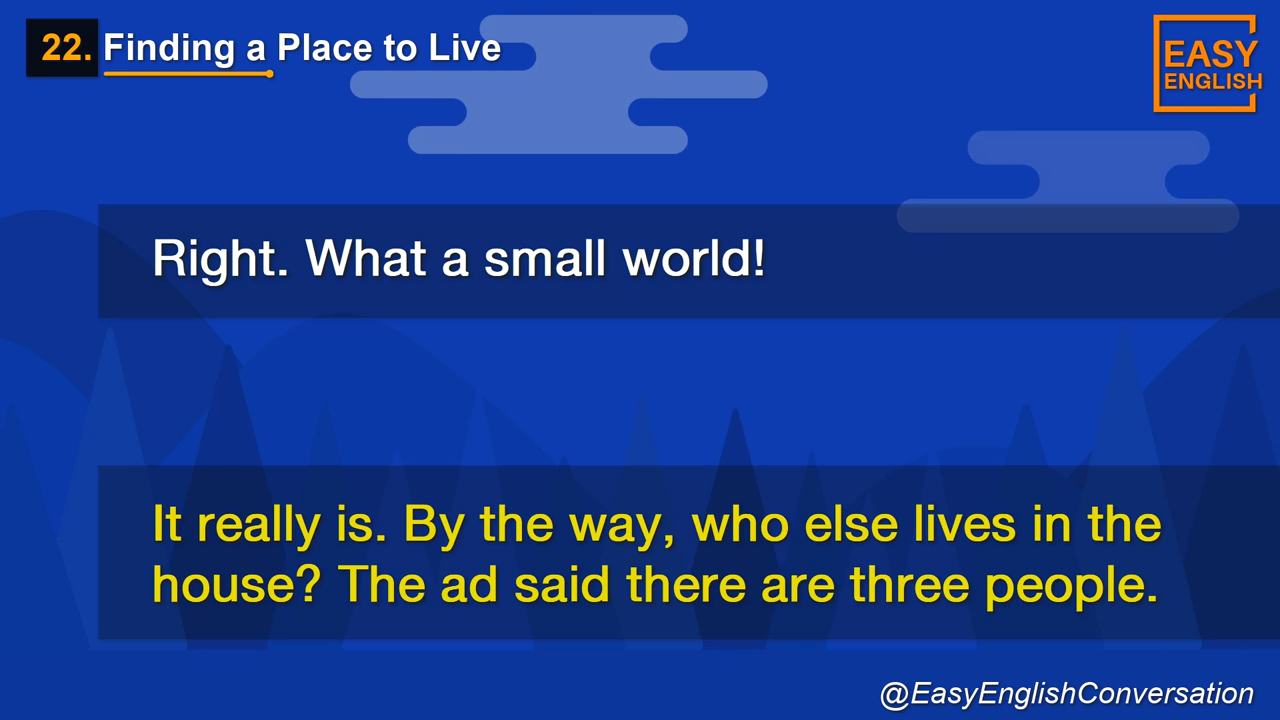 22. Finding a Place to Live
EASY
ENGLISH
Right. What a small world!
It really is. By the way, who else lives in the
house? The ad said there are three people.
@EasyEnglishConversation